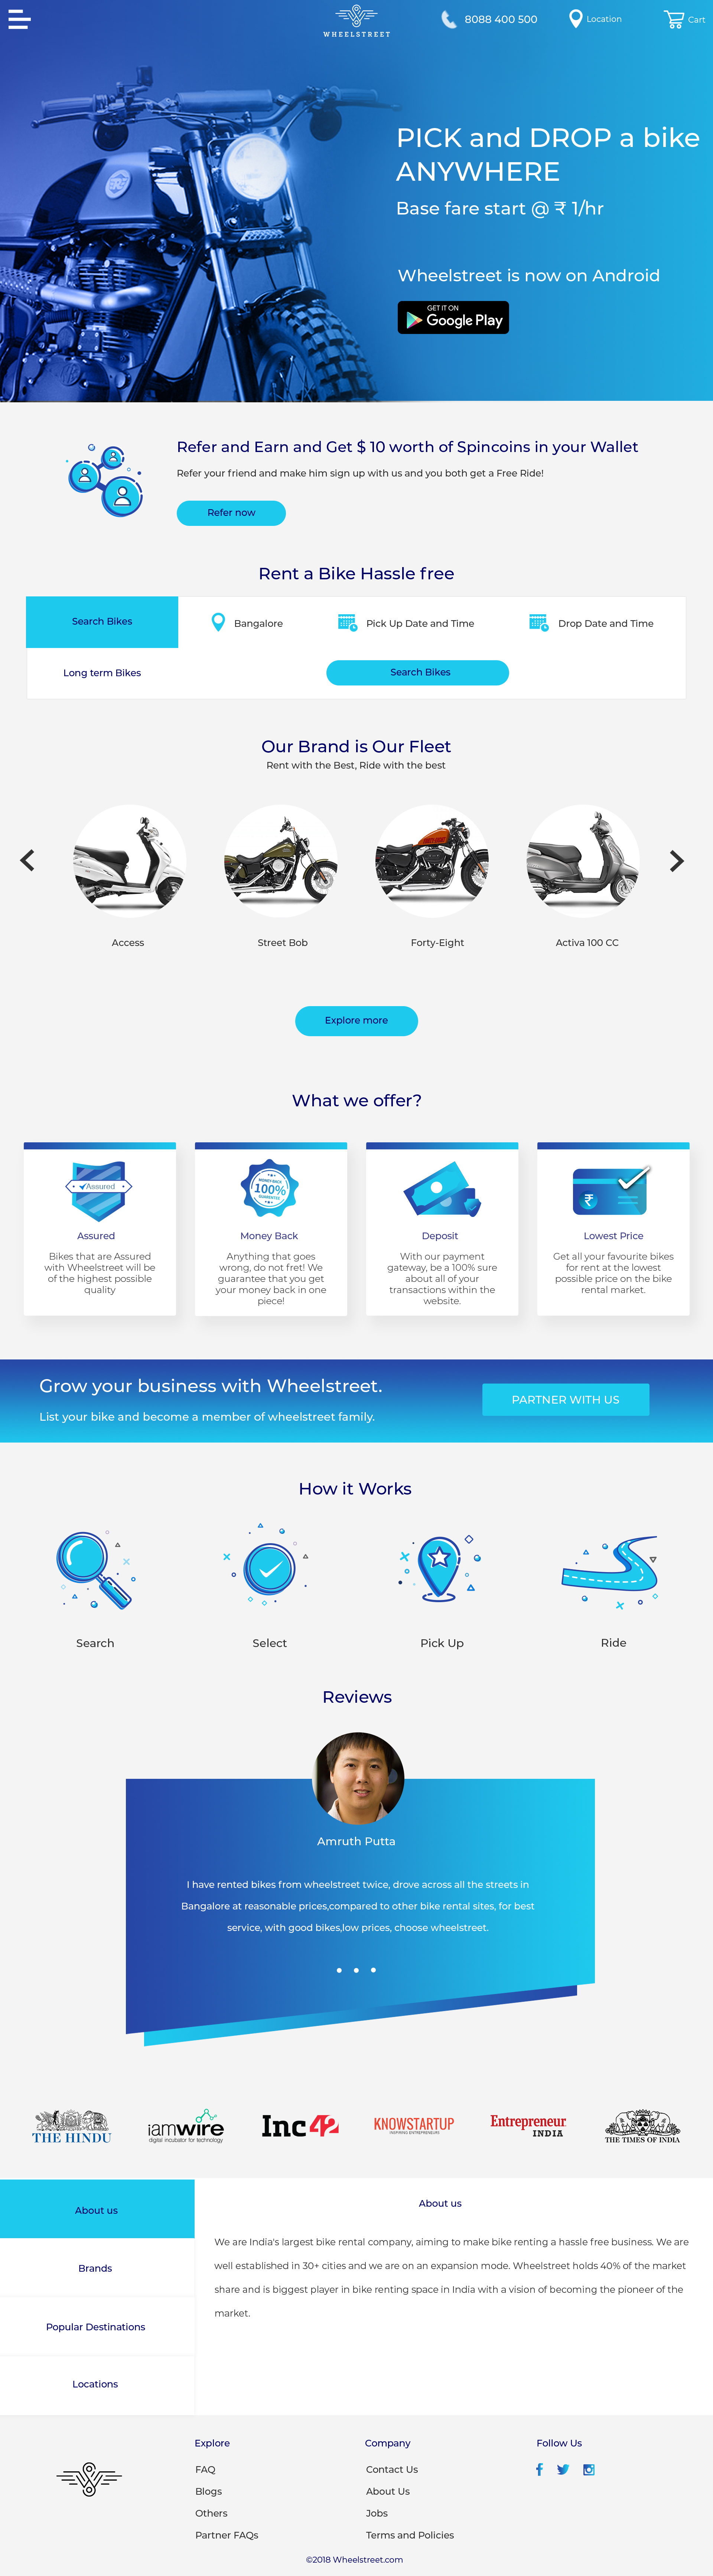 WHEELSTREET
8088 400 500
Location
Cart
PICK and DROP a bike
ANYWHERE
Base fare start @ ₹ 1/hr
Wheelstreet is now on Android
GET IT ON
Google Play
Refer and Earn and Get $ 10 worth of Spincoins in your Wallet
Refer your friend and make him sign up with us and you both get a Free Ride!
Refer now
Rent a Bike Hassle free
Search Bikes
Bangalore
Pick Up Date and Time
Drop Date and Time
Long term Bikes
Search Bikes
Our Brand is Our Fleet
Rent with the Best, Ride with the best
Access
Street Bob
Forty-Eight
Activa 100 CC
Explore more
What we offer?
Assured
MONEY BACK
100%
GUARANTEE
₹
Assured
Bikes that are Assured
with Wheelstreet will be
of the highest possible
quality
Money Back
Anything that goes
wrong, do not fret! We
guarantee that you get
your money back in one
piece!
Deposit
With our payment
gateway, be a 100% sure
about all of your
transactions within the
website.
Lowest Price
Get all your favourite bikes
for rent at the lowest
possible price on the bike
rental market.
Grow your business with Wheelstreet.
List your bike and become a member of wheelstreet family.
PARTNER WITH US
How it Works
Search
Select
Pick Up
Ride
Reviews
Amruth Putta
I have rented bikes from wheelstreet twice, drove across all the streets in
Bangalore at reasonable prices,compared to other bike rental sites, for best
service, with good bikes,low prices, choose wheelstreet.
THE HINDU
iamwire
digital incubator for technology
Inc42
KNOWSTARTUP
INSPIRING ENTREPRENEURS
Entrepreneur
INDIA
THE TIMES OF INDIA
About us
Brands
Popular Destinations
Locations
About us
We are India's largest bike rental company, aiming to make bike renting a hassle free business. We are
well established in 30+ cities and we are on an expansion mode. Wheelstreet holds 40% of the market
share and is biggest player in bike renting space in India with a vision of becoming the pioneer of the
market.
Explore
FAQ
Blogs
Others
Partner FAQs
Company
Contact Us
About Us
Jobs
Terms and Policies
Follow Us
©2018 Wheelstreet.com